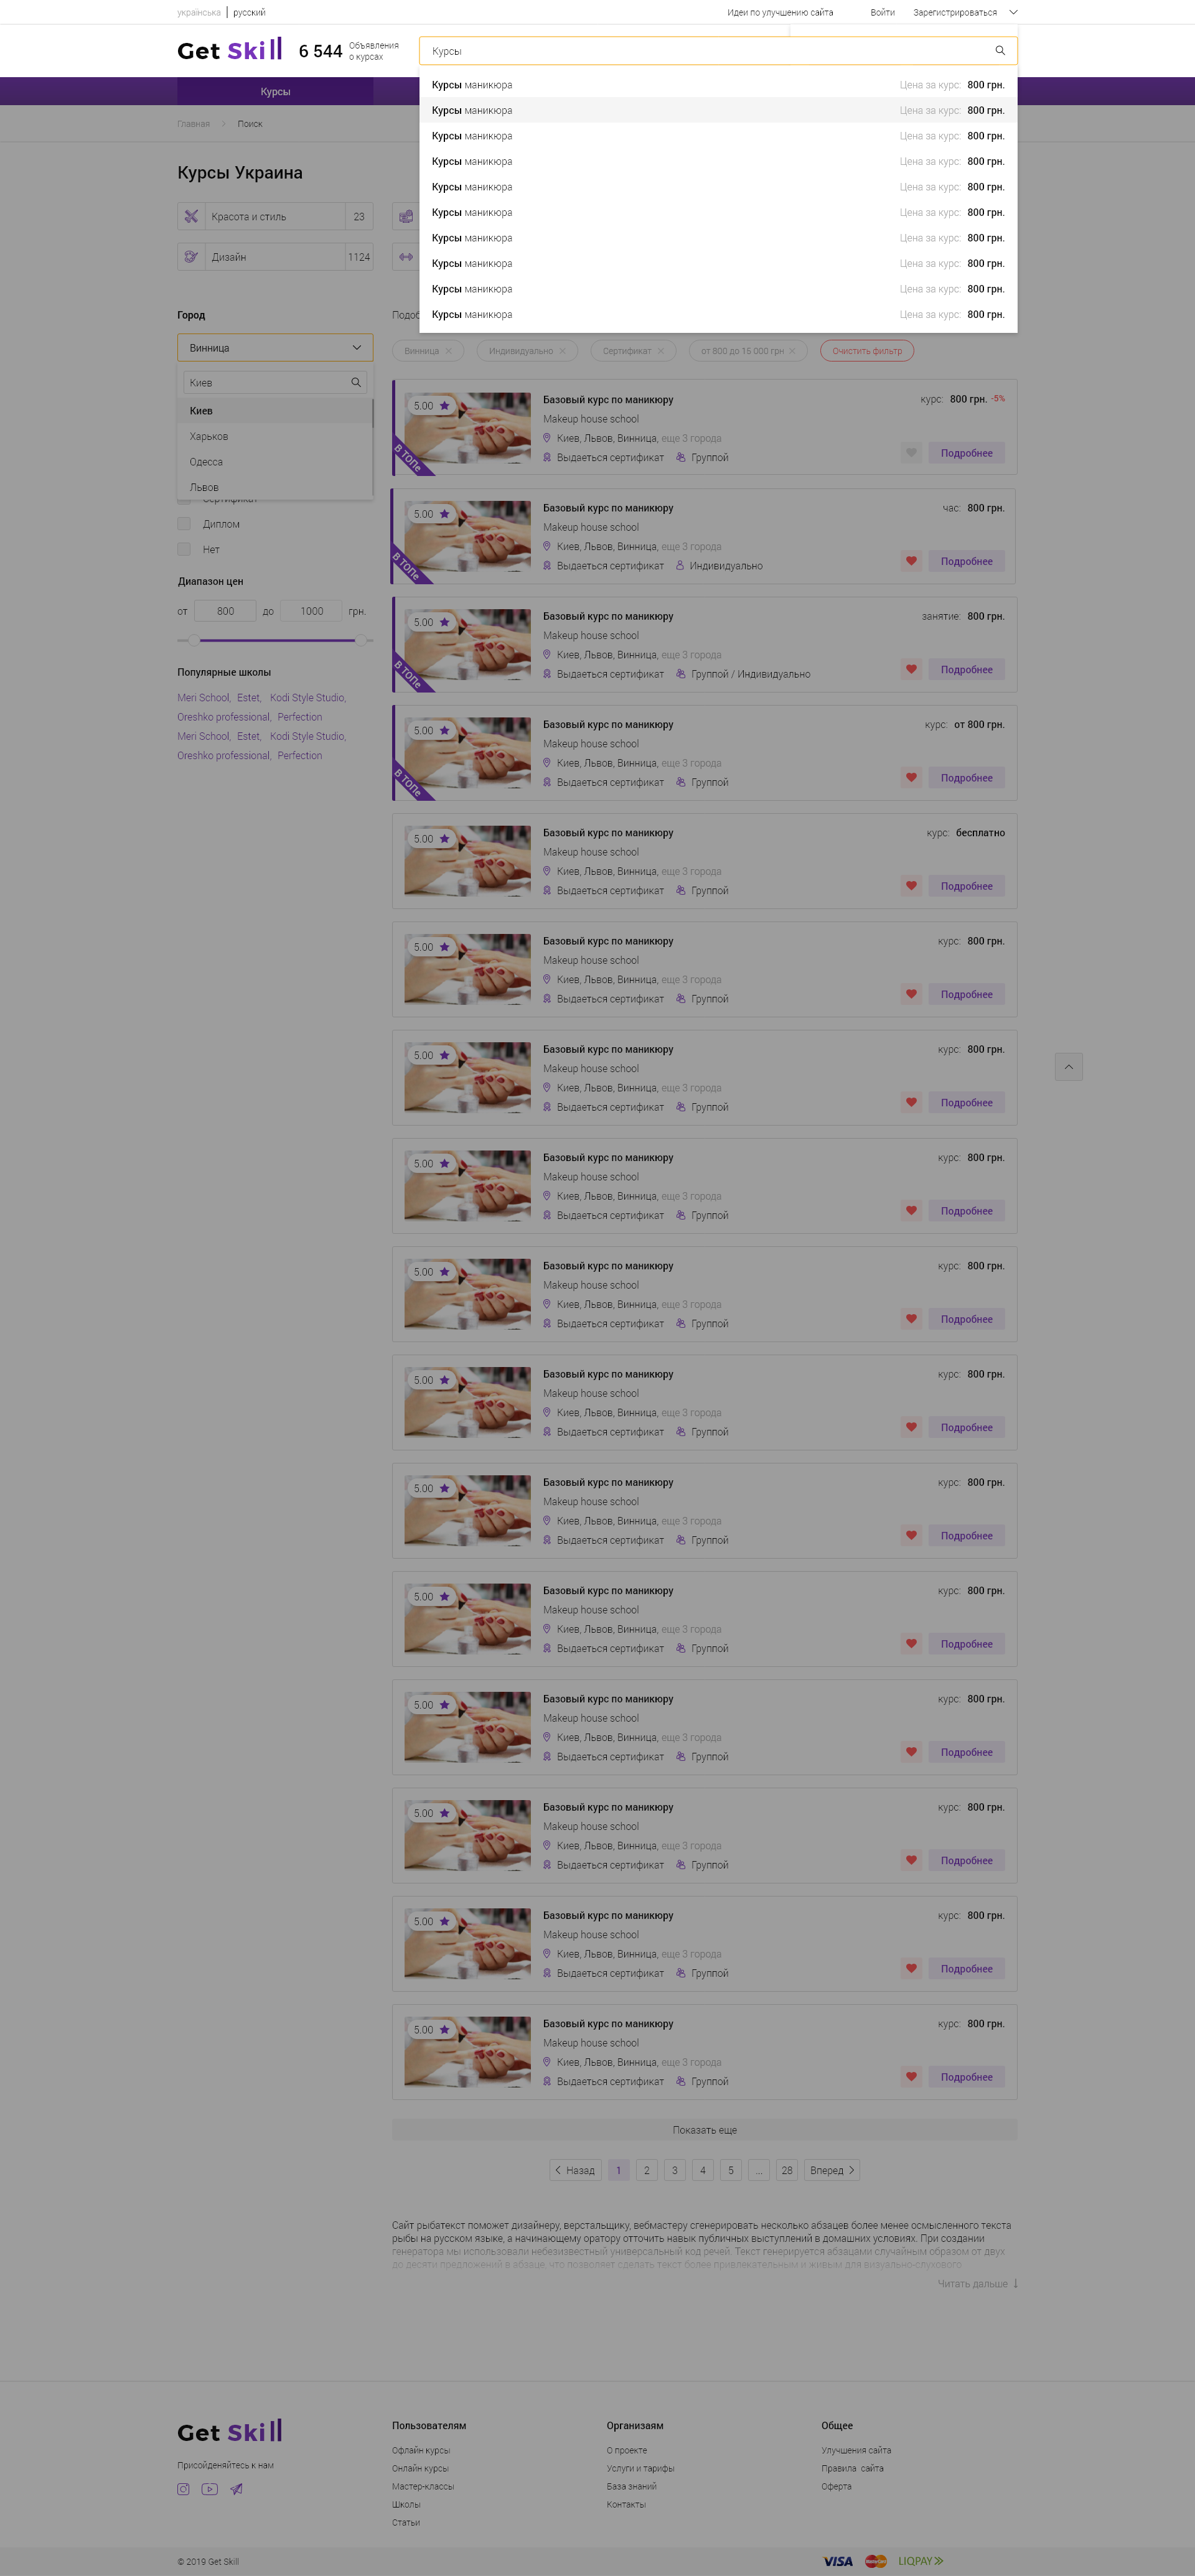 українська русский
Идеи по улучшению сайта Войти Зарегистрироваться
Get Skill
6 544 Объявления
о курсах
Курсы
Курсы маникюра Цена за курс: 800 грн.
Курсы маникюра Цена за курс: 800 грн.
Курсы маникюра Цена за курс: 800 грн.
Курсы маникюра Цена за курс: 800 грн.
Курсы маникюра Цена за курс: 800 грн.
Курсы маникюра Цена за курс: 800 грн.
Курсы маникюра Цена за курс: 800 грн.
Курсы маникюра Цена за курс: 800 грн.
Курсы маникюра Цена за курс: 800 грн.
Курсы маникюра Цена за курс: 800 грн.
Курсы
Главная Поиск
Курсы Украина
Красота и стиль 23
Дизайн 1124
Город
Винница
Киев
Киев
Харьков
Одесса
Львов
Сертификат
Диплом
Нет
Диапазон цен
от 800 до 1000 грн.
Популярные школы
Meri School, Estet, Kodi Style Studio,
Oreshko professional, Perfection
Meri School, Estet, Kodi Style Studio,
Oreshko professional, Perfection
Винница Индивидуально Сертификат от 800 до 15 000 грн Очистить фильтр
5.00
В ТОПе
Базовый курс по маникюру курс: 800 грн. -5%
Makeup house school
Киев, Львов, Винница, еще 3 города
Выдаеться сертификат Группой Подробнее
5.00
В ТОПе
Базовый курс по маникюру час: 800 грн.
Makeup house school
Киев, Львов, Винница, еще 3 города
Выдаеться сертификат Индивидуально Подробнее
5.00
В ТОПе
Базовый курс по маникюру занятие: 800 грн.
Makeup house school
Киев, Львов, Винница, еще 3 города
Выдаеться сертификат Группой / Индивидуально Подробнее
5.00
В ТОПе
Базовый курс по маникюру курс: от 800 грн.
Makeup house school
Киев, Львов, Винница, еще 3 города
Выдаеться сертификат Группой Подробнее
5.00
Базовый курс по маникюру курс: бесплатно
Makeup house school
Киев, Львов, Винница, еще 3 города
Выдаеться сертификат Группой Подробнее
5.00
Базовый курс по маникюру курс: 800 грн.
Makeup house school
Киев, Львов, Винница, еще 3 города
Выдаеться сертификат Группой Подробнее
5.00
Базовый курс по маникюру курс: 800 грн.
Makeup house school
Киев, Львов, Винница, еще 3 города
Выдаеться сертификат Группой Подробнее
5.00
Базовый курс по маникюру курс: 800 грн.
Makeup house school
Киев, Львов, Винница, еще 3 города
Выдаеться сертификат Группой Подробнее
5.00
Базовый курс по маникюру курс: 800 грн.
Makeup house school
Киев, Львов, Винница, еще 3 города
Выдаеться сертификат Группой Подробнее
5.00
Базовый курс по маникюру курс: 800 грн.
Makeup house school
Киев, Львов, Винница, еще 3 города
Выдаеться сертификат Группой Подробнее
5.00
Базовый курс по маникюру курс: 800 грн.
Makeup house school
Киев, Львов, Винница, еще 3 города
Выдаеться сертификат Группой Подробнее
5.00
Базовый курс по маникюру курс: 800 грн.
Makeup house school
Киев, Львов, Винница, еще 3 города
Выдаеться сертификат Группой Подробнее
5.00
Базовый курс по маникюру курс: 800 грн.
Makeup house school
Киев, Львов, Винница, еще 3 города
Выдаеться сертификат Группой Подробнее
5.00
Базовый курс по маникюру курс: 800 грн.
Makeup house school
Киев, Львов, Винница, еще 3 города
Выдаеться сертификат Группой Подробнее
5.00
Базовый курс по маникюру курс: 800 грн.
Makeup house school
Киев, Львов, Винница, еще 3 города
Выдаеться сертификат Группой Подробнее
5.00
Базовый курс по маникюру курс: 800 грн.
Makeup house school
Киев, Львов, Винница, еще 3 города
Выдаеться сертификат Группой Подробнее
Показать еще
Назад 1 2 3 4 5 ... 28 Вперед
Сайт рыбатекст поможет дизайнеру, верстальщику, вебмастеру сгенерировать несколько абзацев более менее осмысленного текста
рыбы на русском языке, а начинающему оратору отточить навык публичных выступлений в домашних условиях. При создании
генератора мы использовали небезизвестный универсальный код речей. Текст генерируется абзацами случайным образом от двух
до десяти предложений в абзаце, что позволяет сделать текст более привлекательным и живым для визуально-слухового
Читать дальше
Get Skill
Присойденяйтесь к нам
Пользователям
Офлайн курсы
Онлайн курсы
Мастер-классы
Школы
Статьи
Организаям
О проекте
Услуги и тарифы
База знаний
Контакты
Общее
Улучшения сайта
Правила сайта
Оферта
© 2019 Get Skill
VISA MasterCard LIQPAY